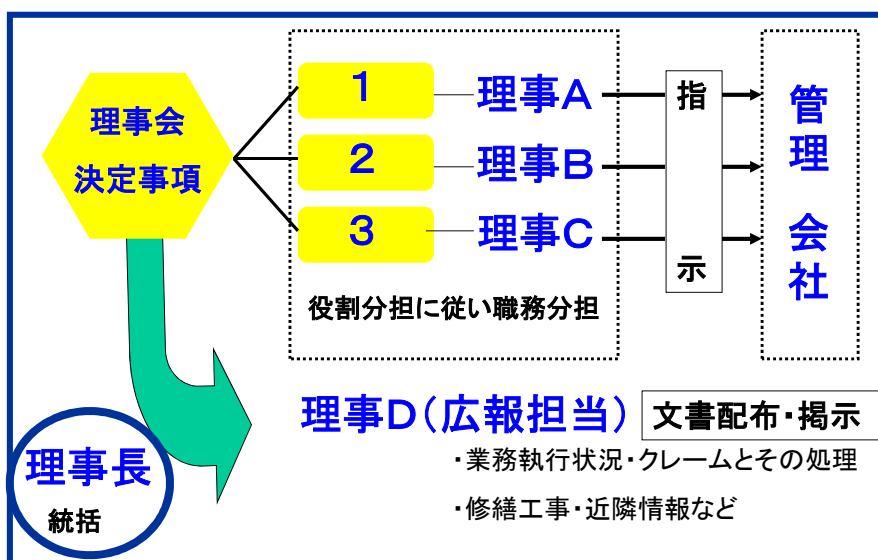 理事会
決定事項
1 理事A
2 理事B
3 理事C
役割分担に従い職務分担
指示
管理会社
理事D(広報担当)
文書配布・掲示
・業務執行状況・クレームとその処理
・修繕工事・近隣情報など
理事長
統括